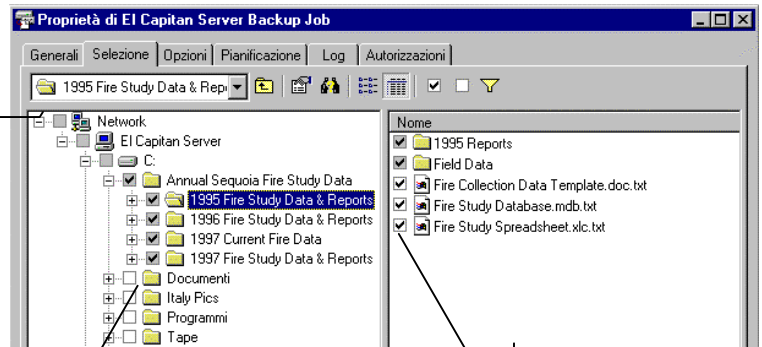 Proprietà di El Capitan Server Backup Job
Generali Selezione Opzioni Pianificazione Log Autorizzazioni
1995 Fire Study Data & Rep
Network
El Capitan Server
C:
Annual Sequoia Fire Study Data
1995 Fire Study Data & Reports
1996 Fire Study Data & Reports
1997 Current Fire Data
1997 Fire Study Data & Reports
Documenti
Italy Pics
Programmi
Tape
Nome
1995 Reports
Field Data
Fire Collection Data Template.doc.txt
Fire Study Database.mdb.txt
Fire Study Spreadsheet.xlc.txt